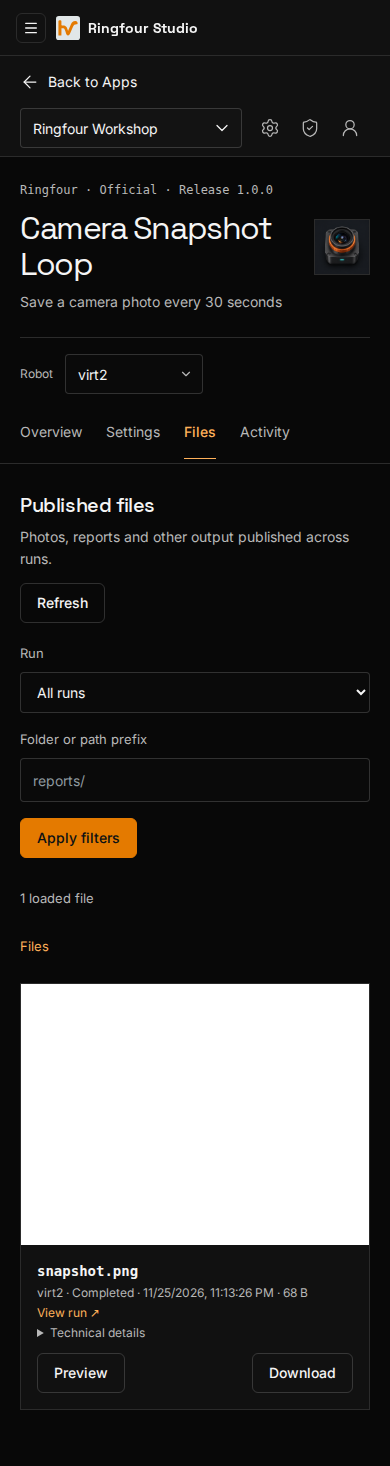 Ringfour Studio
Back to Apps
Ringfour Workshop
Ringfour · Official · Release 1.0.0
Camera Snapshot
Loop
Save a camera photo every 30 seconds
Robot
virt2
Overview Settings Files Activity
Published files
Photos, reports and other output published across
runs.
Refresh
Run
All runs
Folder or path prefix
reports/
Apply filters
1 loaded file
Files
snapshot.png
virt2 · Completed · 11/25/2026, 11:13:26 PM · 68 B
View run ↗
Technical details
Preview Download